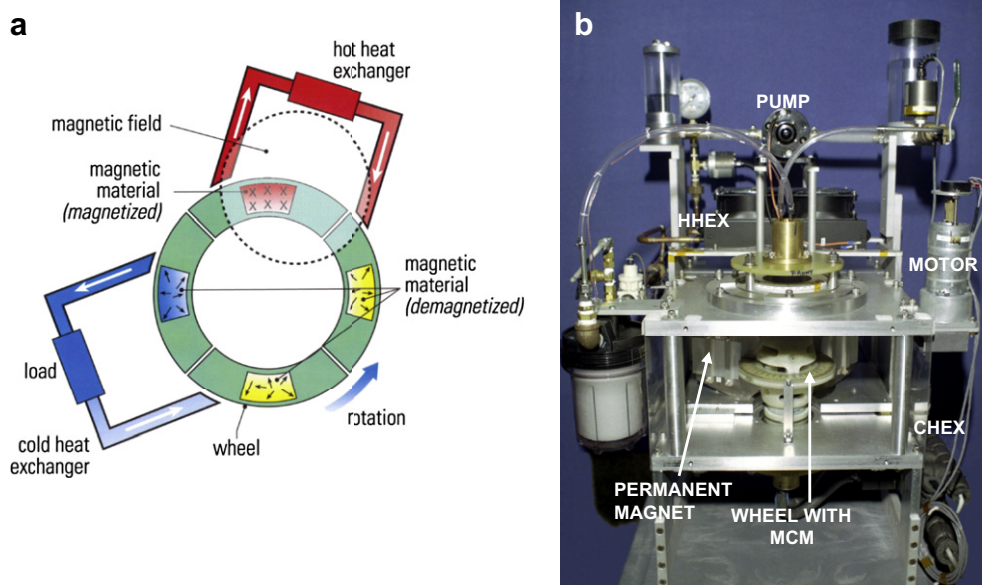 a
hot heat
exchanger
magnetic field
magnetic
material
(magnetized)
magnetic
material
(demagnetized)
load
cold heat
exchanger
wheel
rotation
b
PUMP
HHEX
MOTOR
CHEX
PERMANENT
MAGNET
WHEEL WITH
MCM